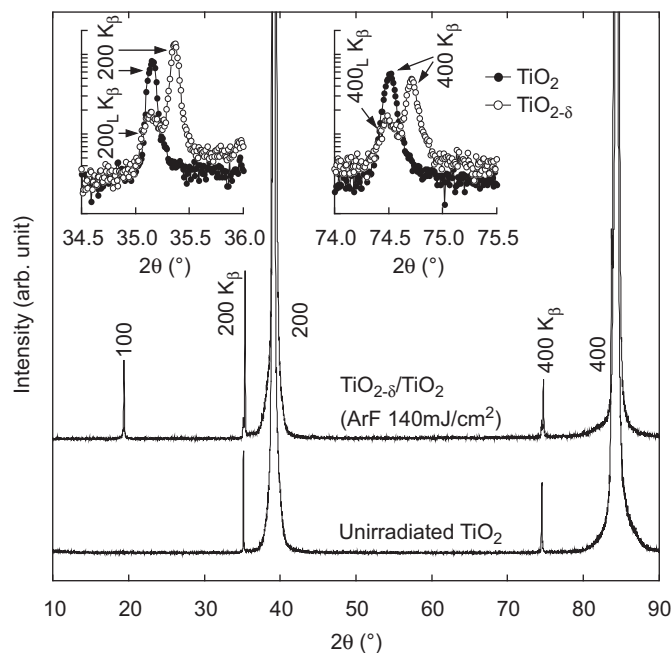 200 Kβ
200L Kβ
34.5 35.0 35.5 36.0
2θ (°)
400L Kβ
400 Kβ
74.0 74.5 75.0 75.5
2θ (°)
TiO2
TiO2-δ
Intensity (arb. unit)
100
200 Kβ
200
400 Kβ
400
TiO2-δ/TiO2
(ArF 140mJ/cm²)
Unirradiated TiO2
10 20 30 40 50 60 70 80 90
2θ (°)